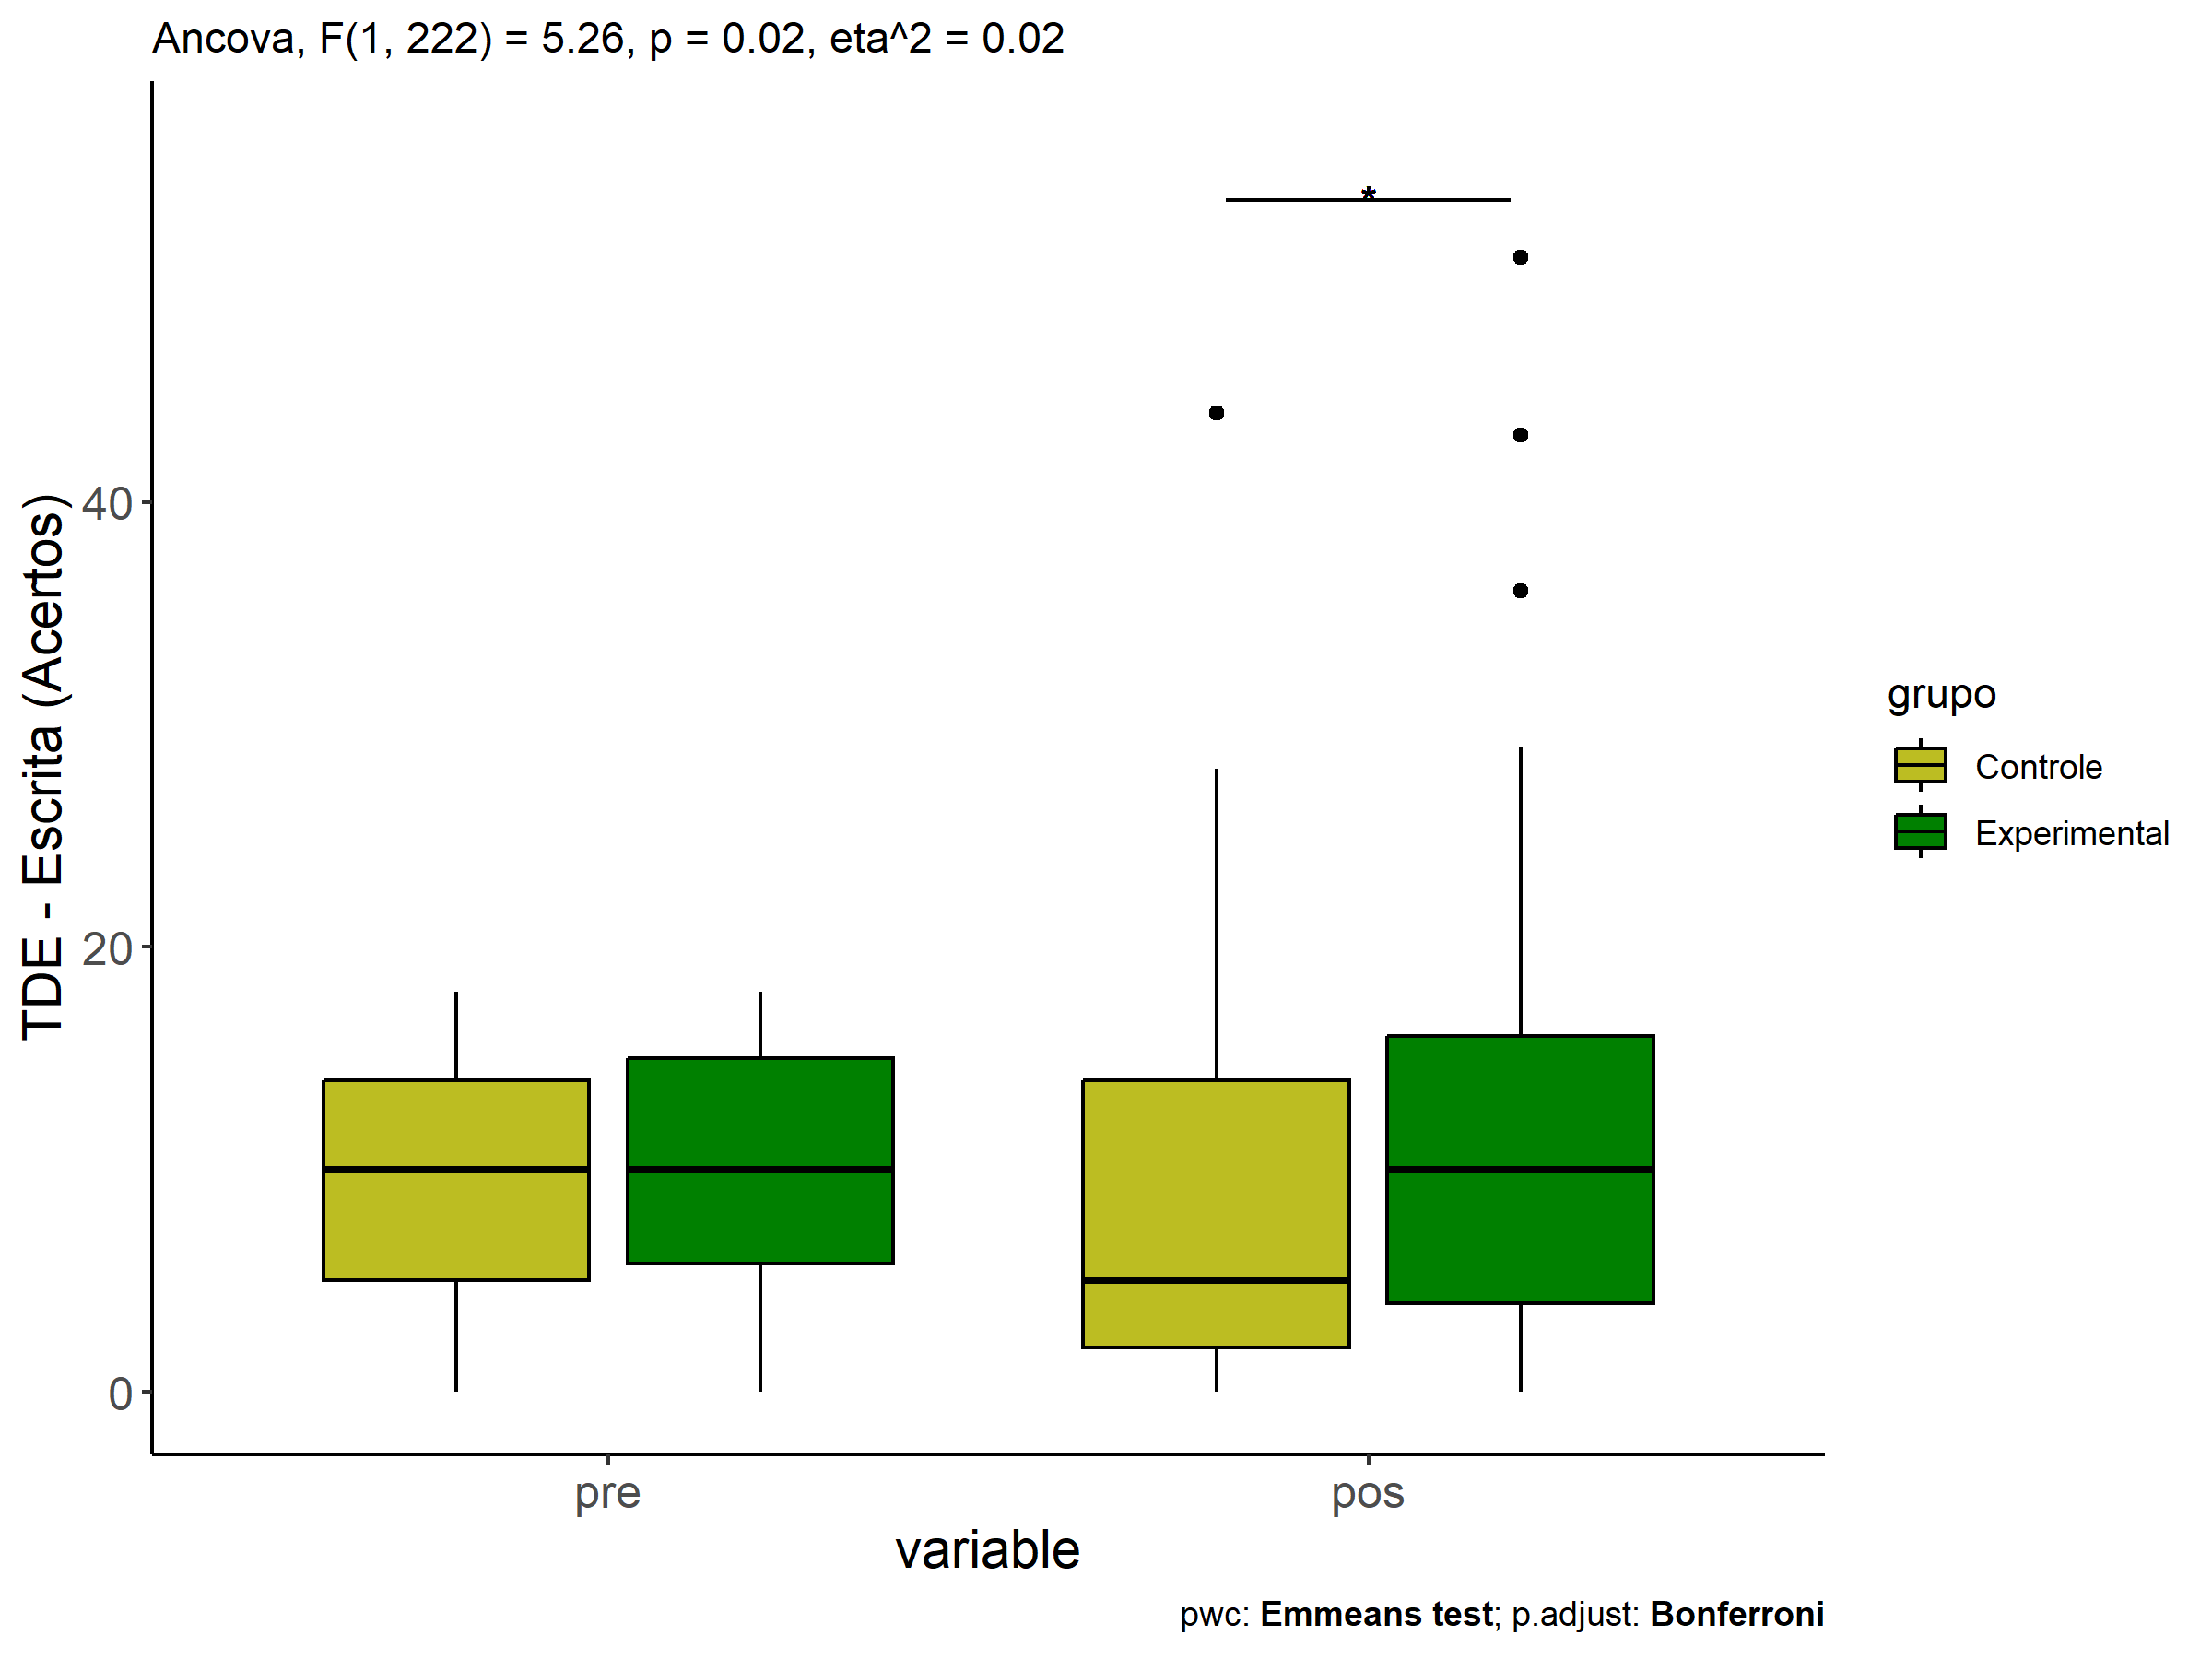 Ancova, F(1, 222) = 5.26, p = 0.02, eta^2 = 0.02
TDE - Escrita (Acertos)
40
20
0
*
pre
pos
variable
grupo
Controle
Experimental
pwc: Emmeans test; p.adjust: Bonferroni